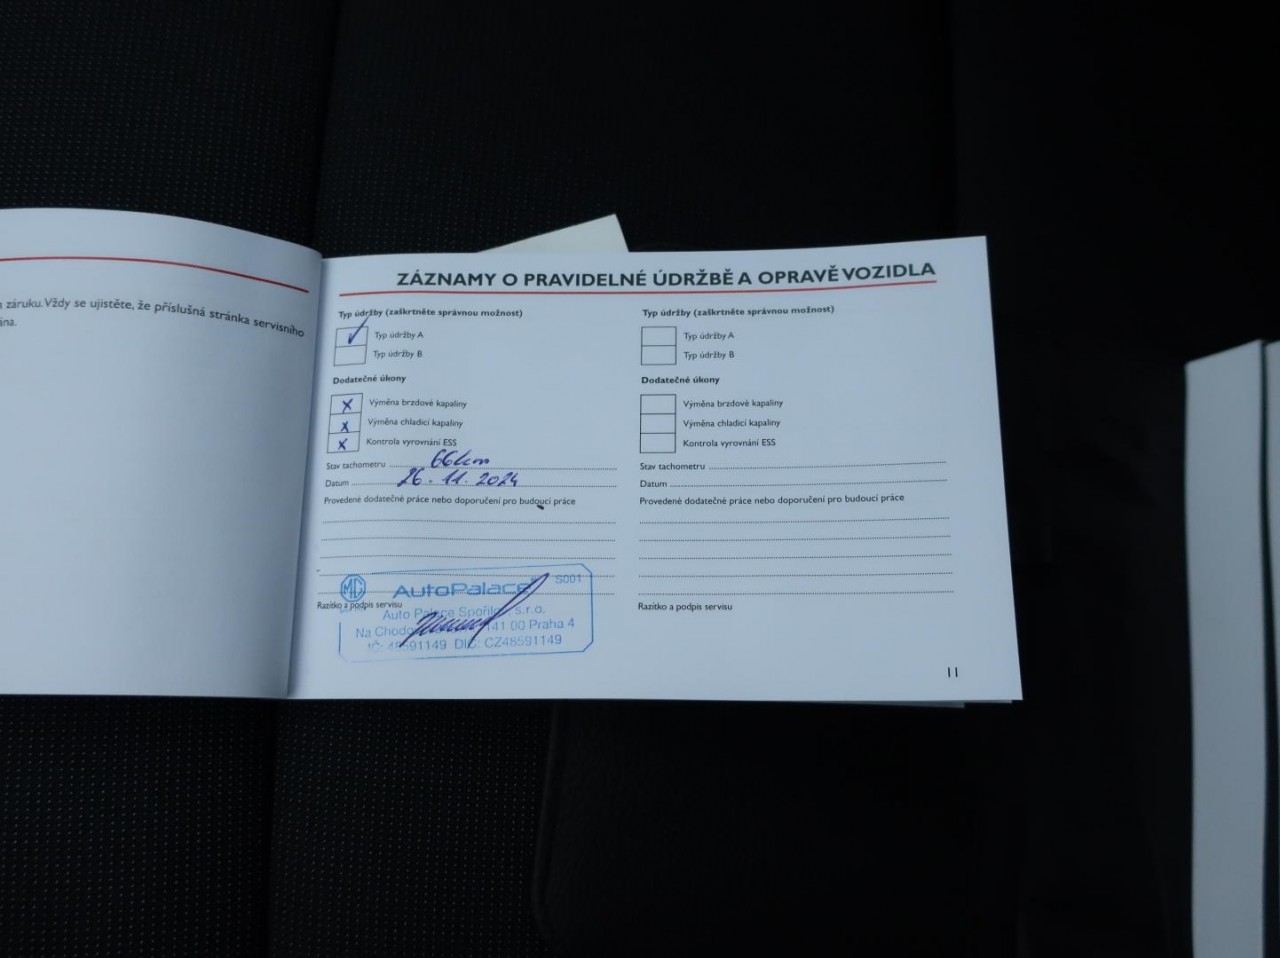 záruku. Vždy se ujistěte, že příslušná stránka servisního
ZÁZNAMY O PRAVIDELNÉ ÚDRŽBĚ A OPRAVĚ VOZIDLA
Typ údržby (zaškrtněte správnou možnost)
Typ údržby A
Typ údržby B
Dodatečné úkony
Výměna brzdové kapaliny
Výměna chladicí kapaliny
Kontrola vyrovnání ESS
Stav tachometru 66km
Datum 26.11.2024
Provedené dodatečné práce nebo doporučení pro budoucí práce
MG AutoPalace S001
Razítko a podpis servisu
Auto Palace Spořilov s.r.o.
Na Chodo 141 00 Praha 4
IČ: 48591149 DIČ: CZ48591149
Typ údržby (zaškrtněte správnou možnost)
Typ údržby A
Typ údržby B
Dodatečné úkony
Výměna brzdové kapaliny
Výměna chladicí kapaliny
Kontrola vyrovnání ESS
Stav tachometru
Datum
Provedené dodatečné práce nebo doporučení pro budoucí práce
Razítko a podpis servisu
11